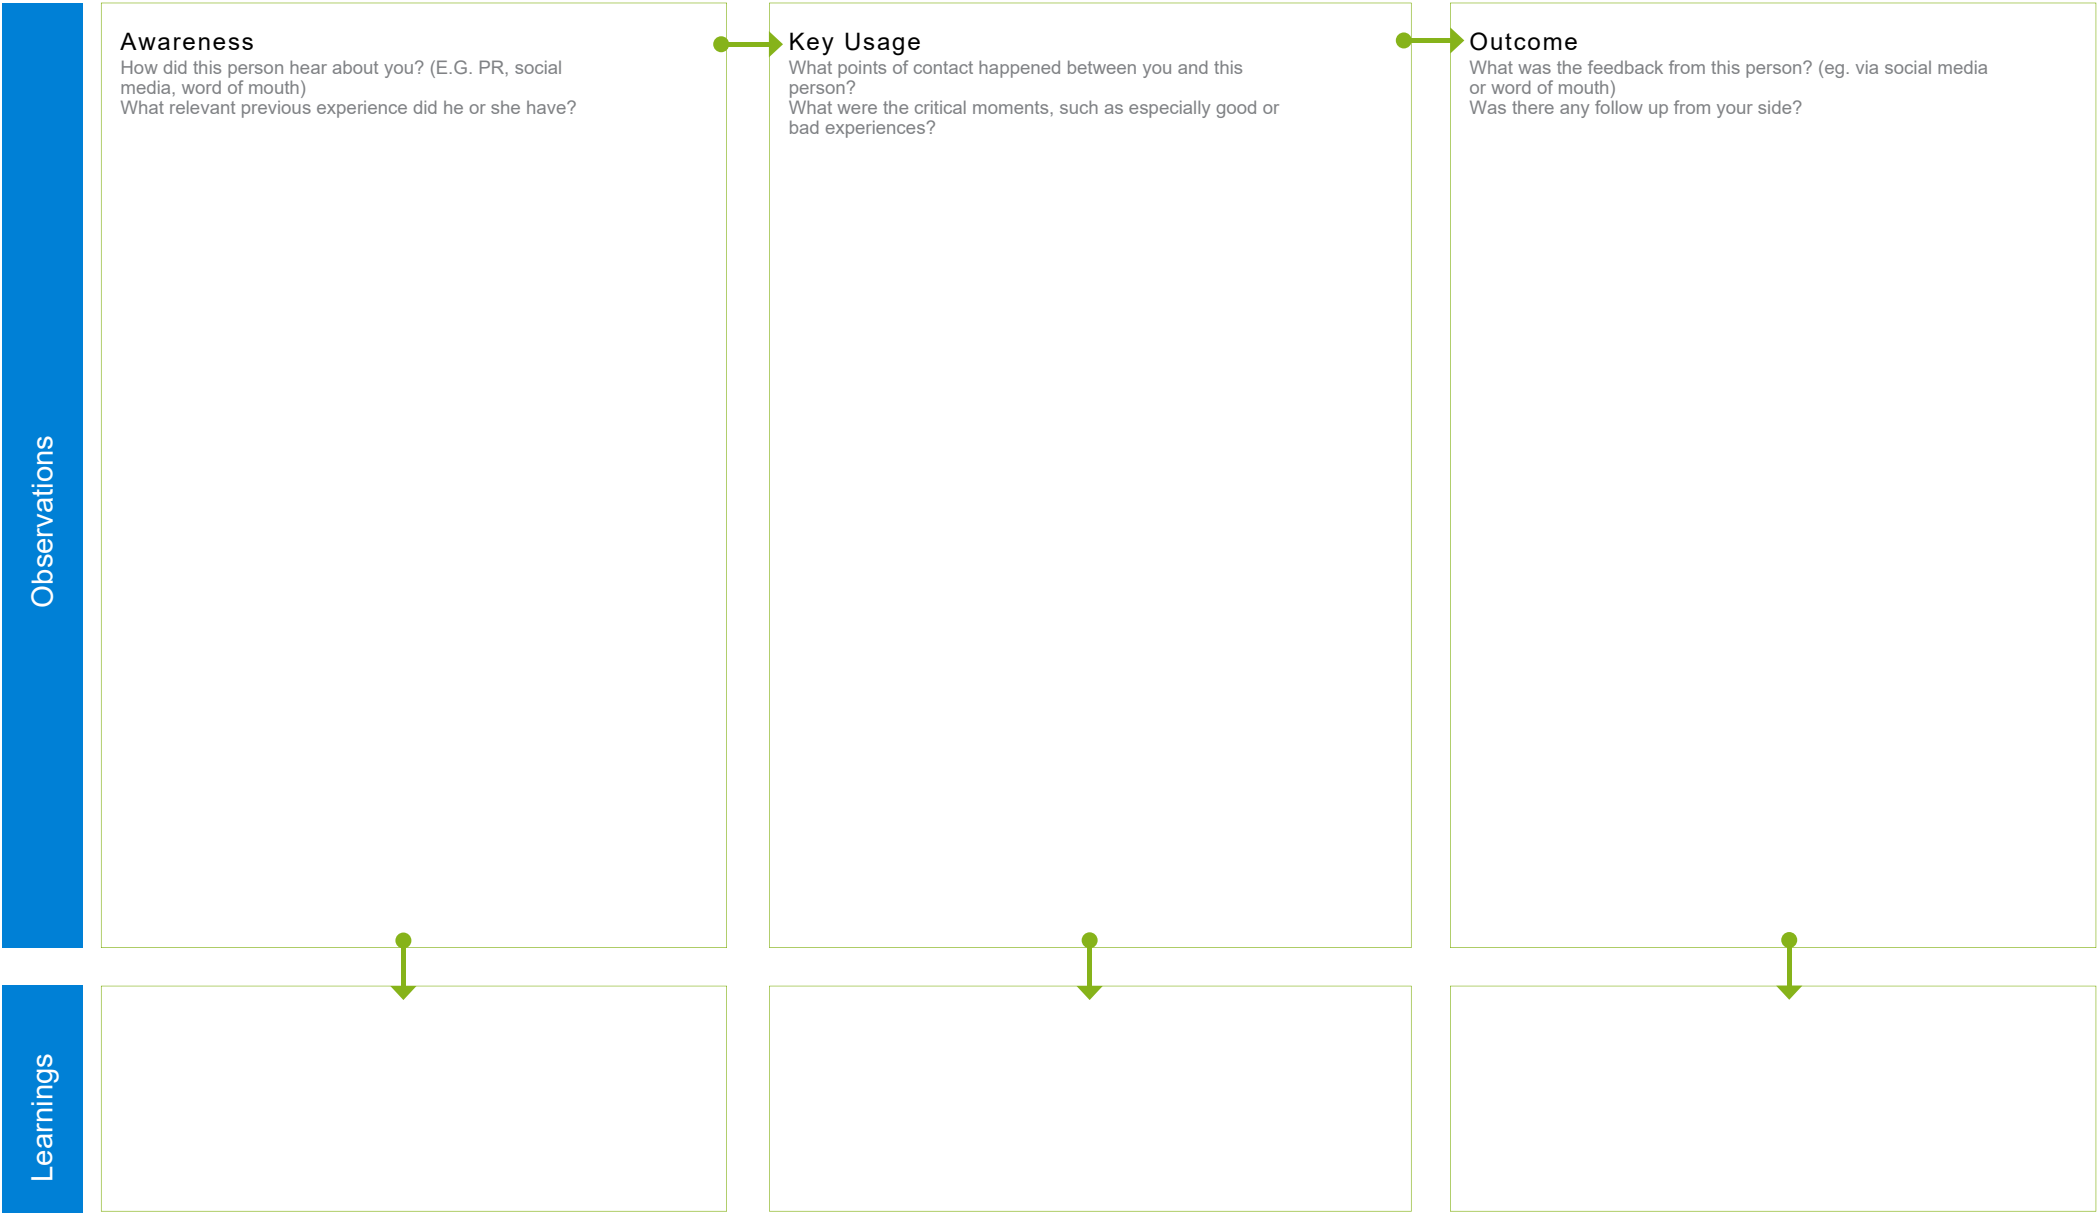 Awareness
How did this person hear about you? (E.G. PR, social
media, word of mouth)
What relevant previous experience did he or she have?
Key Usage
What points of contact happened between you and this
person?
What were the critical moments, such as especially good or
bad experiences?
Outcome
What was the feedback from this person? (eg. via social media
or word of mouth)
Was there any follow up from your side?
Observations
Learnings